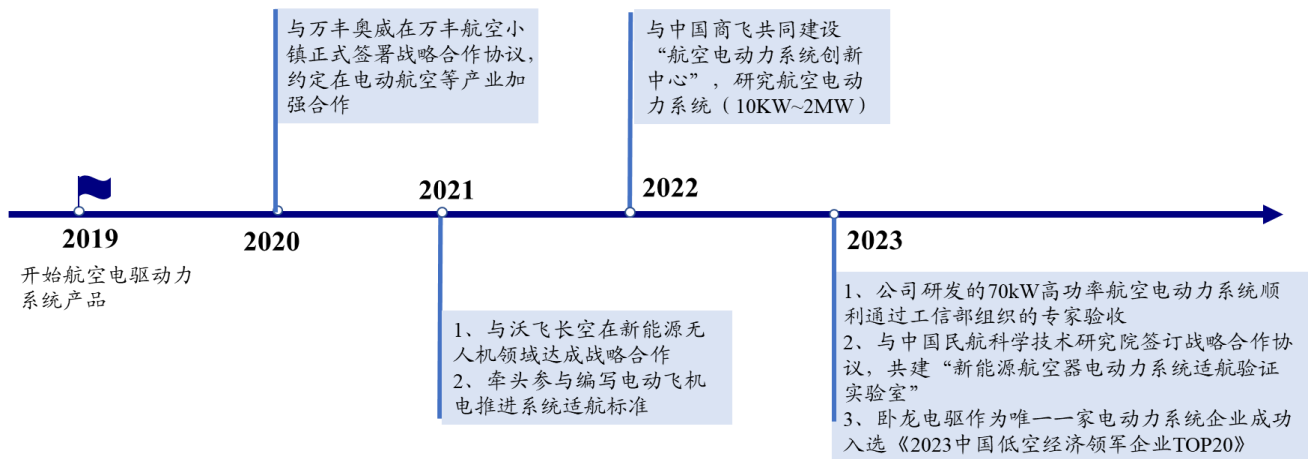 与万丰奥威在万丰航空小
镇正式签署战略合作协议，
约定在电动航空等产业加
强合作
与中国商飞共同建设
“航空电动力系统创新
中心”，研究航空电动
力系统（10KW~2MW）
2019
2020
2021
2022
2023
开始航空电驱动力
系统产品
1、与沃飞长空在新能源无
人机领域达成战略合作
2、牵头参与编写电动飞机
电推进系统适航标准
1、公司研发的70kW高功率航空电动力系统顺
利通过工信部组织的专家验收
2、与中国民航科学技术研究院签订战略合作协
议，共建“新能源航空器电动力系统适航验证
实验室”
3、卧龙电驱作为唯一一家电动力系统企业成功
入选《2023中国低空经济领军企业TOP20》